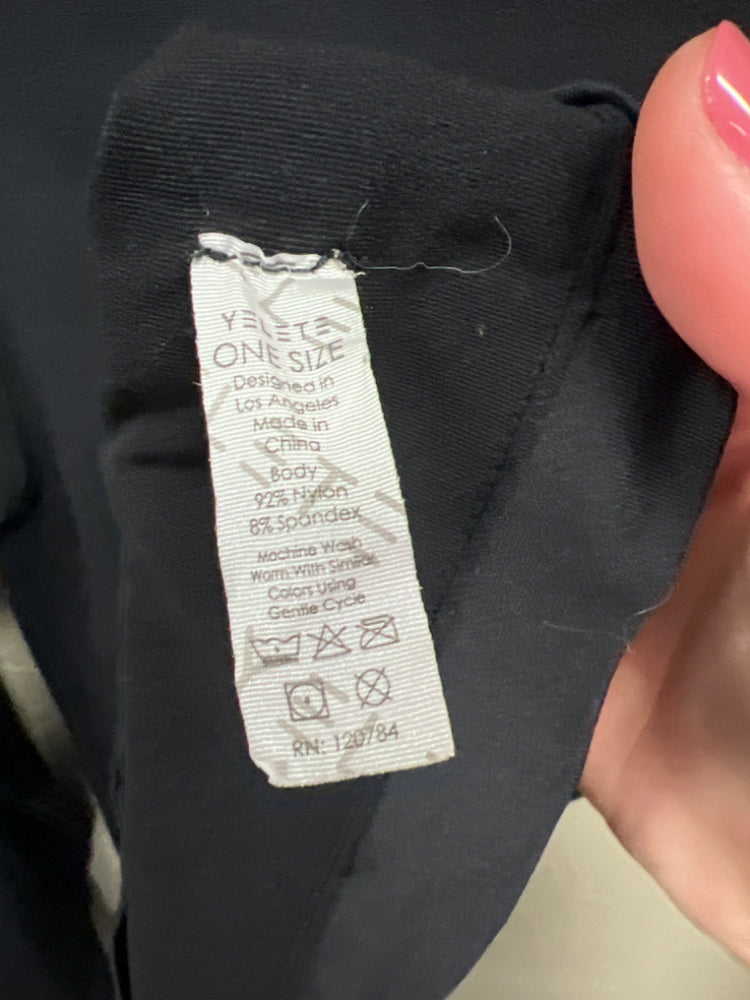 YELETE
ONE SIZE
Designed in
Los Angeles
Made in
China
Body
92% Nylon
8% Spandex
Machine Wash
Warm With Similar
Colors Using
Gentle Cycle
RN: 120784